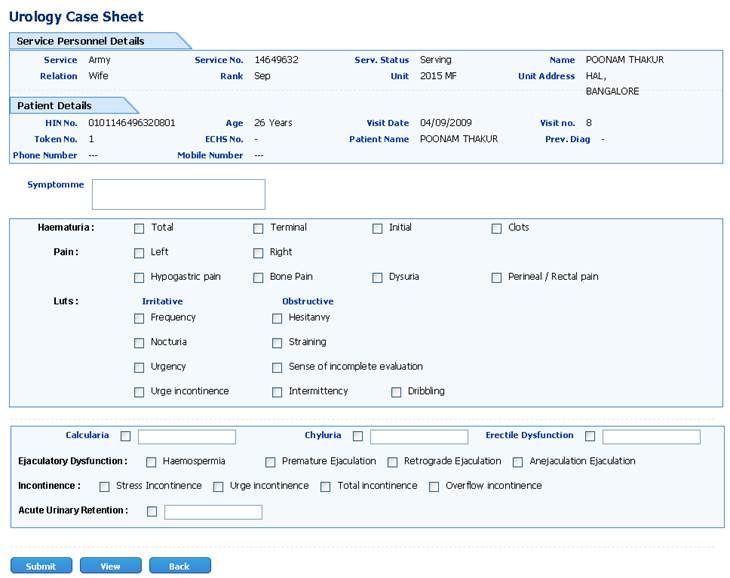 Urology Case Sheet
Service Personnel Details
Service Army Service No. 14649632 Serv. Status Serving Name POONAM THAKUR
Relation Wife Rank Sep Unit 2015 MF Unit Address HAL,
BANGALORE
Patient Details
HIN No. 0101146496320801 Age 26 Years Visit Date 04/09/2009 Visit no. 8
Token No. 1 ECHS No. - Patient Name POONAM THAKUR Prev. Diag -
Phone Number --- Mobile Number ---
Symptomme
Haematuria : Total Terminal Initial Clots
Pain : Left Right
Hypogastric pain Bone Pain Dysuria Perineal / Rectal pain
Luts : Irritative Obstructive
Frequency Hesitanvy
Nocturia Straining
Urgency Sense of incomplete evaluation
Urge incontinence Intermittency Dribbling
Calcularia Chyluria Erectile Dysfunction
Ejaculatory Dysfunction : Haemospermia Premature Ejaculation Retrograde Ejaculation Anejaculation Ejaculation
Incontinence : Stress Incontinence Urge incontinence Total incontinence Overflow incontinence
Acute Urinary Retention :
Submit View Back